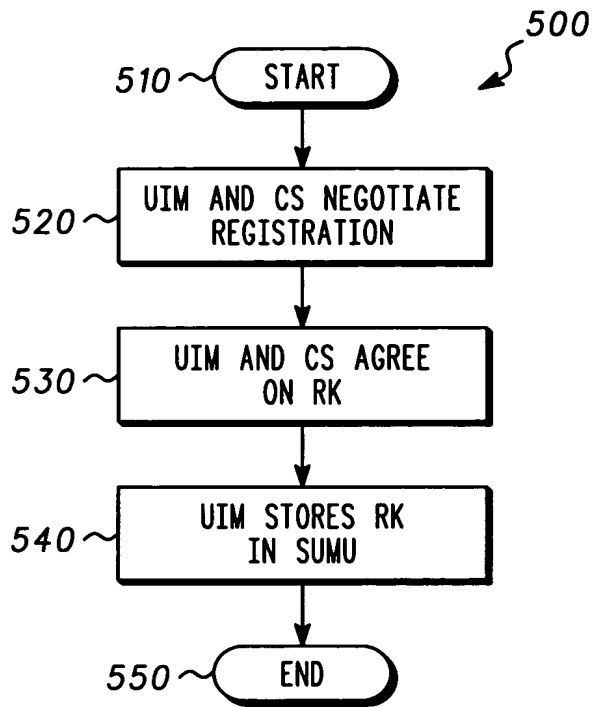 500
510
START
520
UIM AND CS NEGOTIATE
REGISTRATION
530
UIM AND CS AGREE
ON RK
540
UIM STORES RK
IN SUMU
550
END